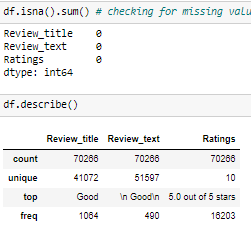 df.isna().sum() # checking for missing valu
Review_title 0
Review_text 0
Ratings 0
dtype: int64
df.describe()
Review_title Review_text Ratings
count 70266 70266 70266
unique 41072 51597 10
top Good \n Good\n 5.0 out of 5 stars
freq 1064 490 16203